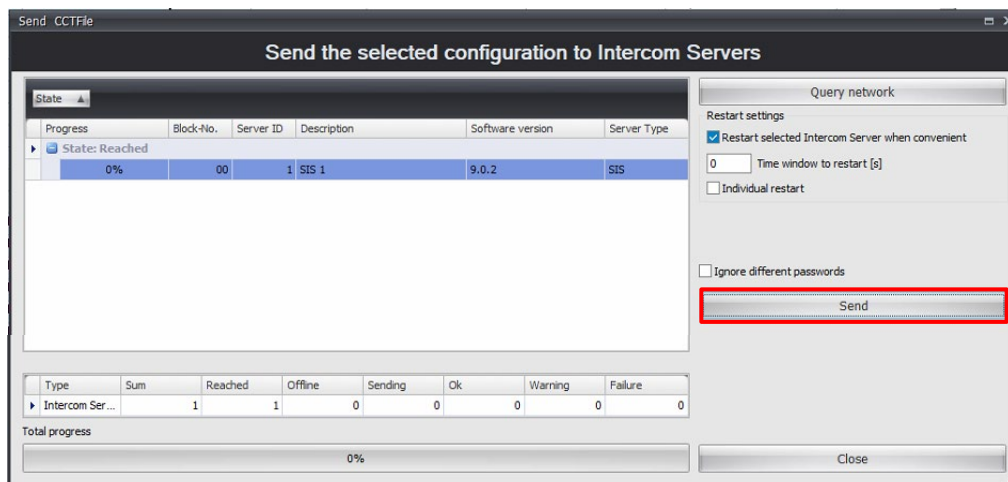 Send CCTFile
Send the selected configuration to Intercom Servers
State
Progress Block-No. Server ID Description Software version Server Type
State: Reached
0% 00 1 SIS 1 9.0.2 SIS
Query network
Restart settings
Restart selected Intercom Server when convenient
0 Time window to restart [s]
Individual restart
Ignore different passwords
Send
Type Sum Reached Offline Sending Ok Warning Failure
Intercom Ser... 1 1 0 0 0 0 0
Total progress
0%
Close